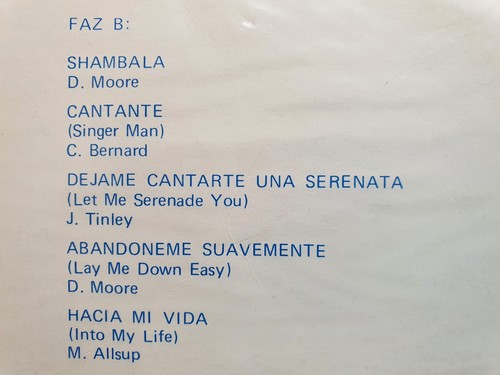 FAZ B:
SHAMBALA
D. Moore
CANTANTE
(Singer Man)
C. Bernard
DEJAME CANTARTE UNA SERENATA
(Let Me Serenade You)
J. Tinley
ABANDONEME SUAVEMENTE
(Lay Me Down Easy)
D. Moore
HACIA MI VIDA
(Into My Life)
M. Allsup